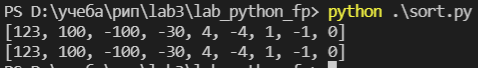 PS D:\учеба\рип\lab3\lab_python_fp> python .\sort.py
[123, 100, -100, -30, 4, -4, 1, -1, 0]
[123, 100, -100, -30, 4, -4, 1, -1, 0]